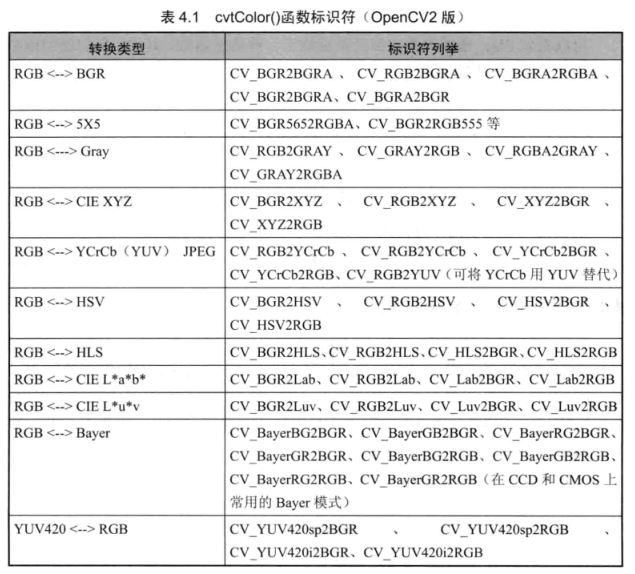 表 4.1 cvtColor()函数标识符（OpenCV2 版）
转换类型 标识符列举
RGB <--> BGR CV_BGR2BGRA 、 CV_RGB2BGRA 、 CV_BGRA2RGBA 、
CV_BGR2BGRA、CV_BGRA2BGR
RGB <--> 5X5 CV_BGR5652RGBA、CV_BGR2RGB555 等
RGB <---> Gray CV_RGB2GRAY 、 CV_GRAY2RGB 、 CV_RGBA2GRAY 、
CV_GRAY2RGBA
RGB <--> CIE XYZ CV_BGR2XYZ 、 CV_RGB2XYZ 、 CV_XYZ2BGR 、
CV_XYZ2RGB
RGB <--> YCrCb（YUV） JPEG CV_RGB2YCrCb 、 CV_RGB2YCrCb 、 CV_YCrCb2BGR 、
CV_YCrCb2RGB、CV_RGB2YUV（可将 YCrCb 用 YUV 替代）
RGB <--> HSV CV_BGR2HSV 、 CV_RGB2HSV 、 CV_HSV2BGR 、
CV_HSV2RGB
RGB <--> HLS CV_BGR2HLS、CV_RGB2HLS、CV_HLS2BGR、CV_HLS2RGB
RGB <--> CIE L*a*b* CV_BGR2Lab、CV_RGB2Lab、CV_Lab2BGR、CV_Lab2RGB
RGB <--> CIE L*u*v CV_BGR2Luv、CV_RGB2Luv、CV_Luv2BGR、CV_Luv2RGB
RGB <--> Bayer CV_BayerBG2BGR、CV_BayerGB2BGR、CV_BayerRG2BGR、
CV_BayerGR2BGR、CV_BayerBG2RGB、CV_BayerGB2RGB、
CV_BayerRG2RGB、CV_BayerGR2RGB（在 CCD 和 CMOS 上
常用的 Bayer 模式）
YUV420 <--> RGB CV_YUV420sp2BGR 、 CV_YUV420sp2RGB 、
CV_YUV420i2BGR、CV_YUV420i2RGB